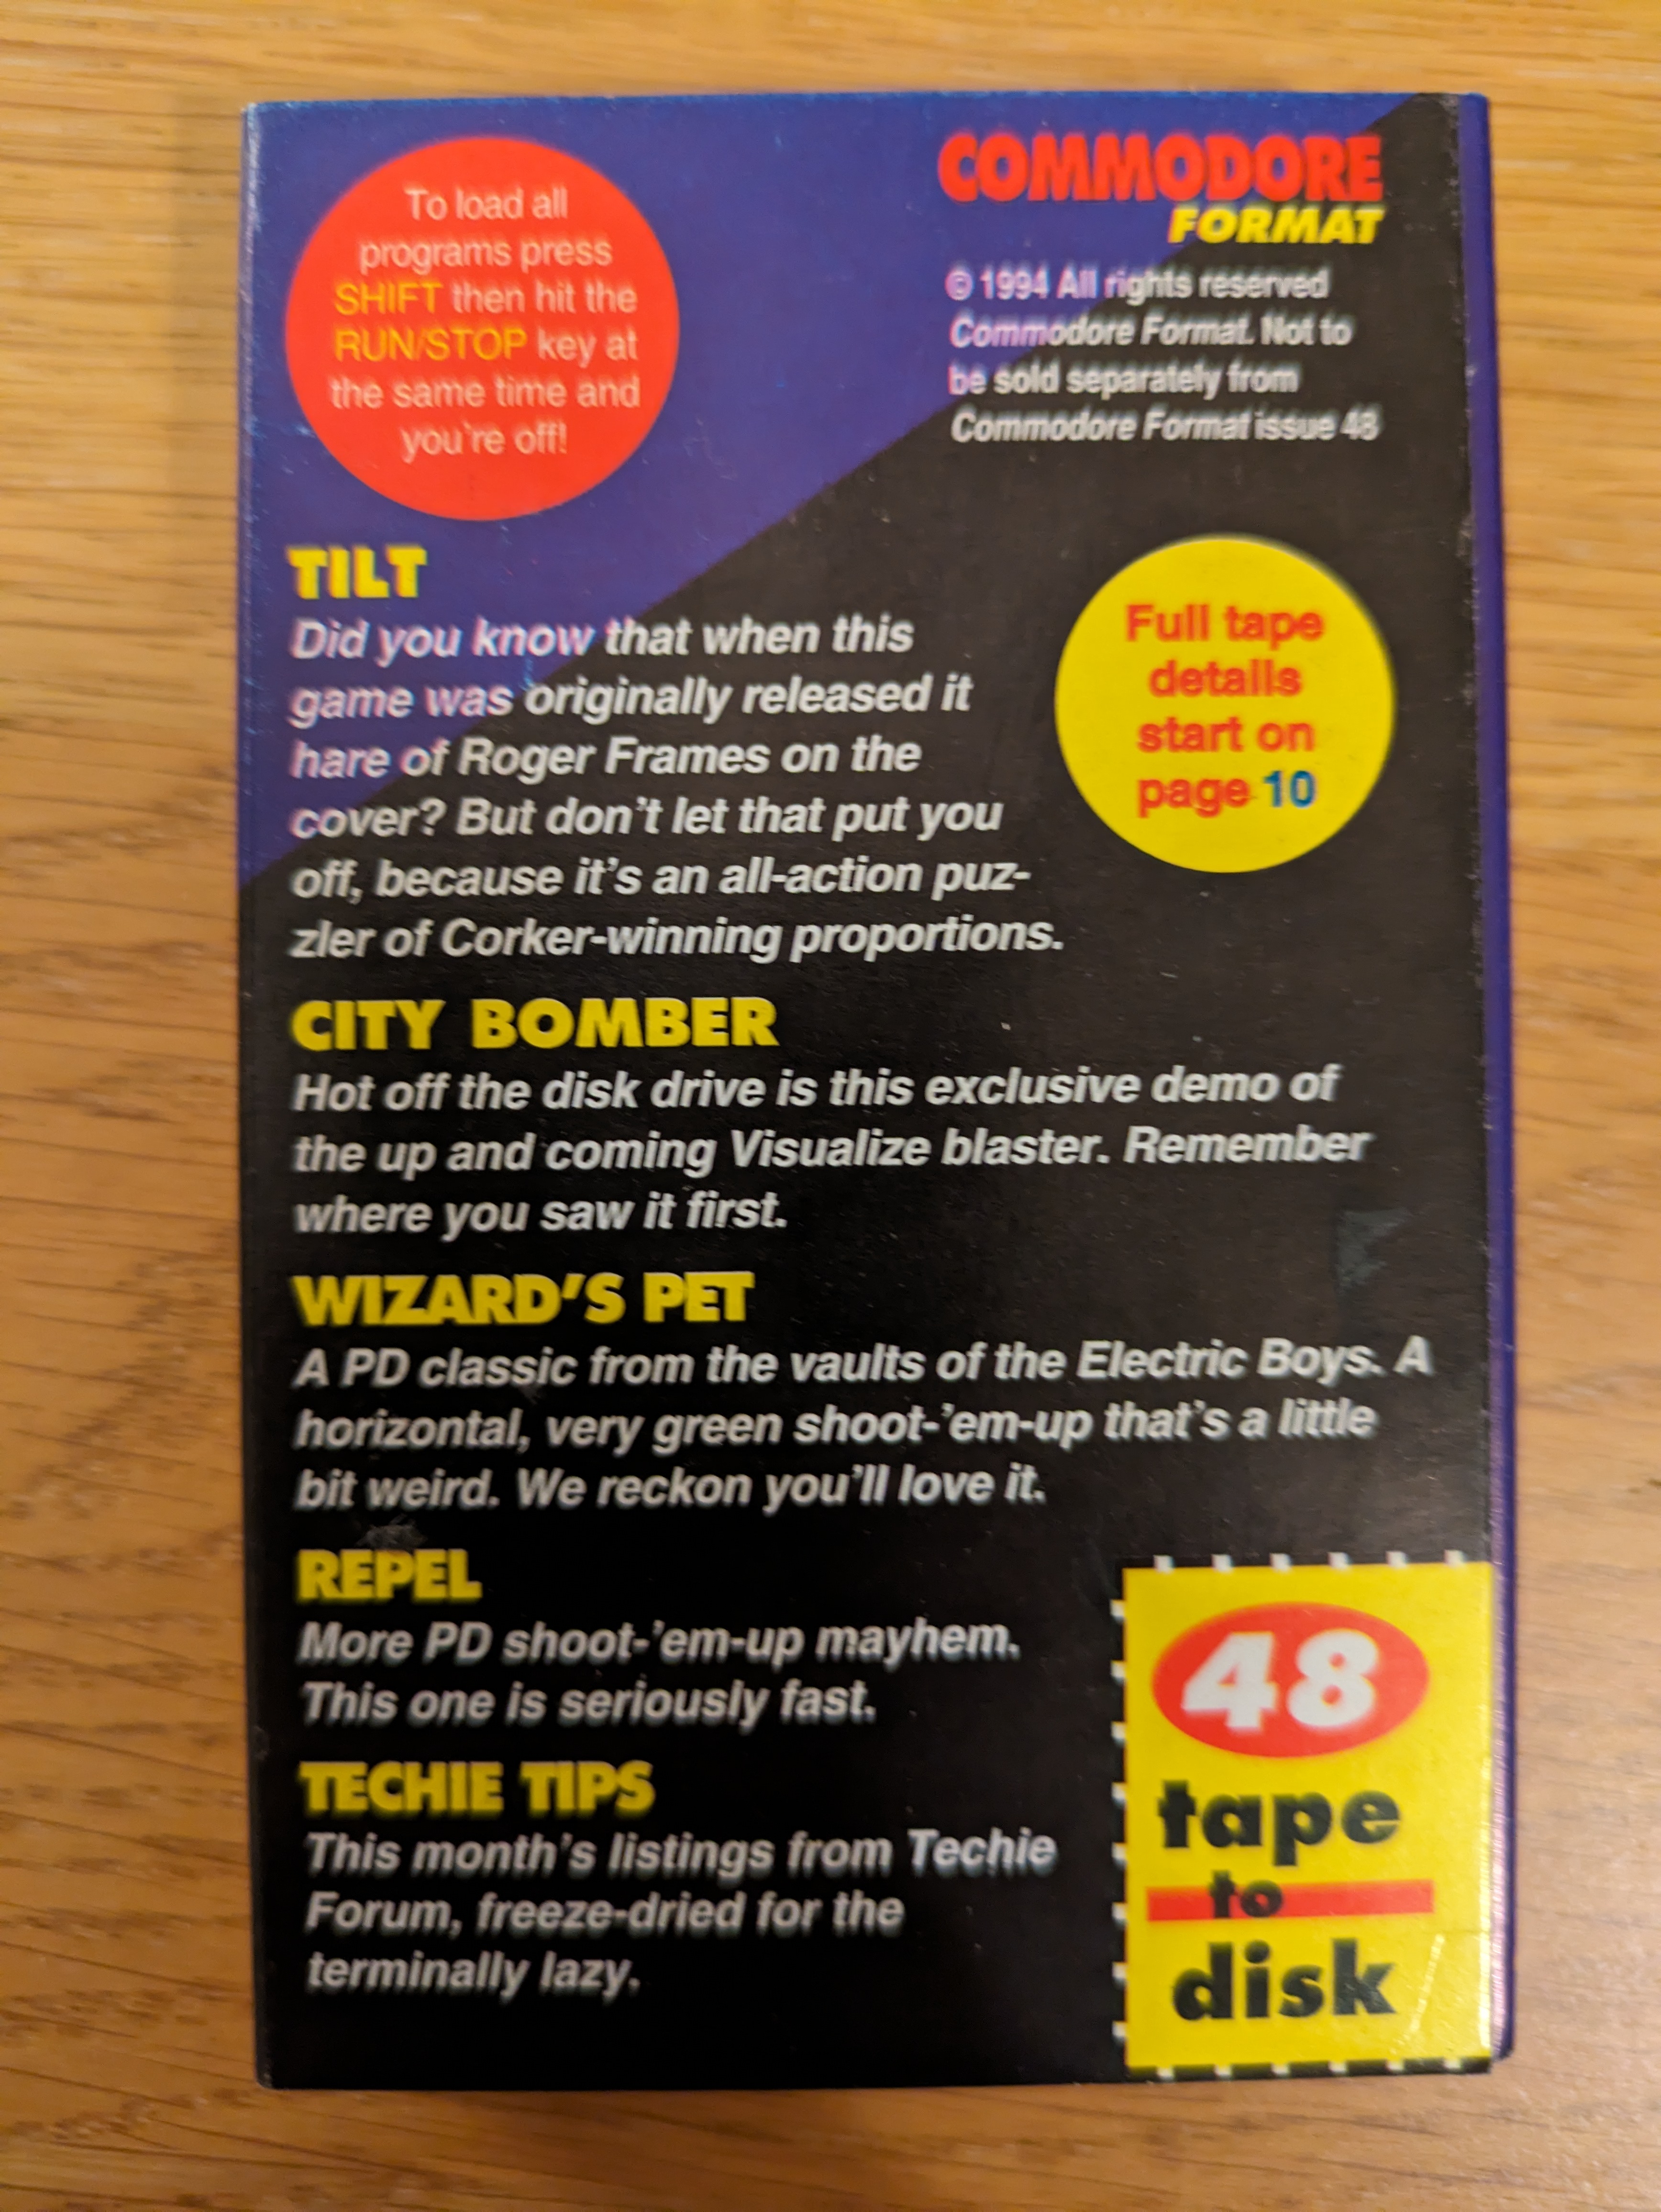 To load all
programs press
SHIFT then hit the
RUN/STOP key at
the same time and
you're off!
COMMODORE
FORMAT
© 1994 All rights reserved
Commodore Format. Not to
be sold separately from
Commodore Format issue 48
TILT
Did you know that when this
game was originally released it
hare of Roger Frames on the
cover? But don't let that put you
off, because it's an all-action puz-
zler of Corker-winning proportions.
Full tape
details
start on
page 10
CITY BOMBER
Hot off the disk drive is this exclusive demo of
the up and coming Visualize blaster. Remember
where you saw it first.
WIZARD'S PET
A PD classic from the vaults of the Electric Boys. A
horizontal, very green shoot-'em-up that's a little
bit weird. We reckon you'll love it.
REPEL
More PD shoot-'em-up mayhem.
This one is seriously fast.
TECHIE TIPS
This month's listings from Techie
Forum, freeze-dried for the
terminally lazy.
48
tape
to
disk